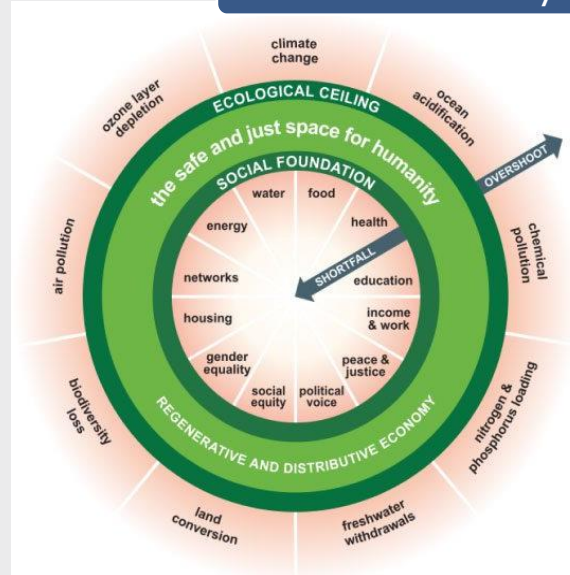 climate
change
ocean
acidification
chemical
pollution
nitrogen &
phosphorus loading
freshwater
withdrawals
land
conversion
biodiversity
loss
air pollution
ozone layer
depletion
ECOLOGICAL CEILING
the safe and just space for humanity
SOCIAL FOUNDATION
OVERSHOOT
SHORTFALL
water
food
health
education
income
& work
peace &
justice
political
voice
social
equity
gender
equality
housing
networks
energy
REGENERATIVE AND DISTRIBUTIVE ECONOMY